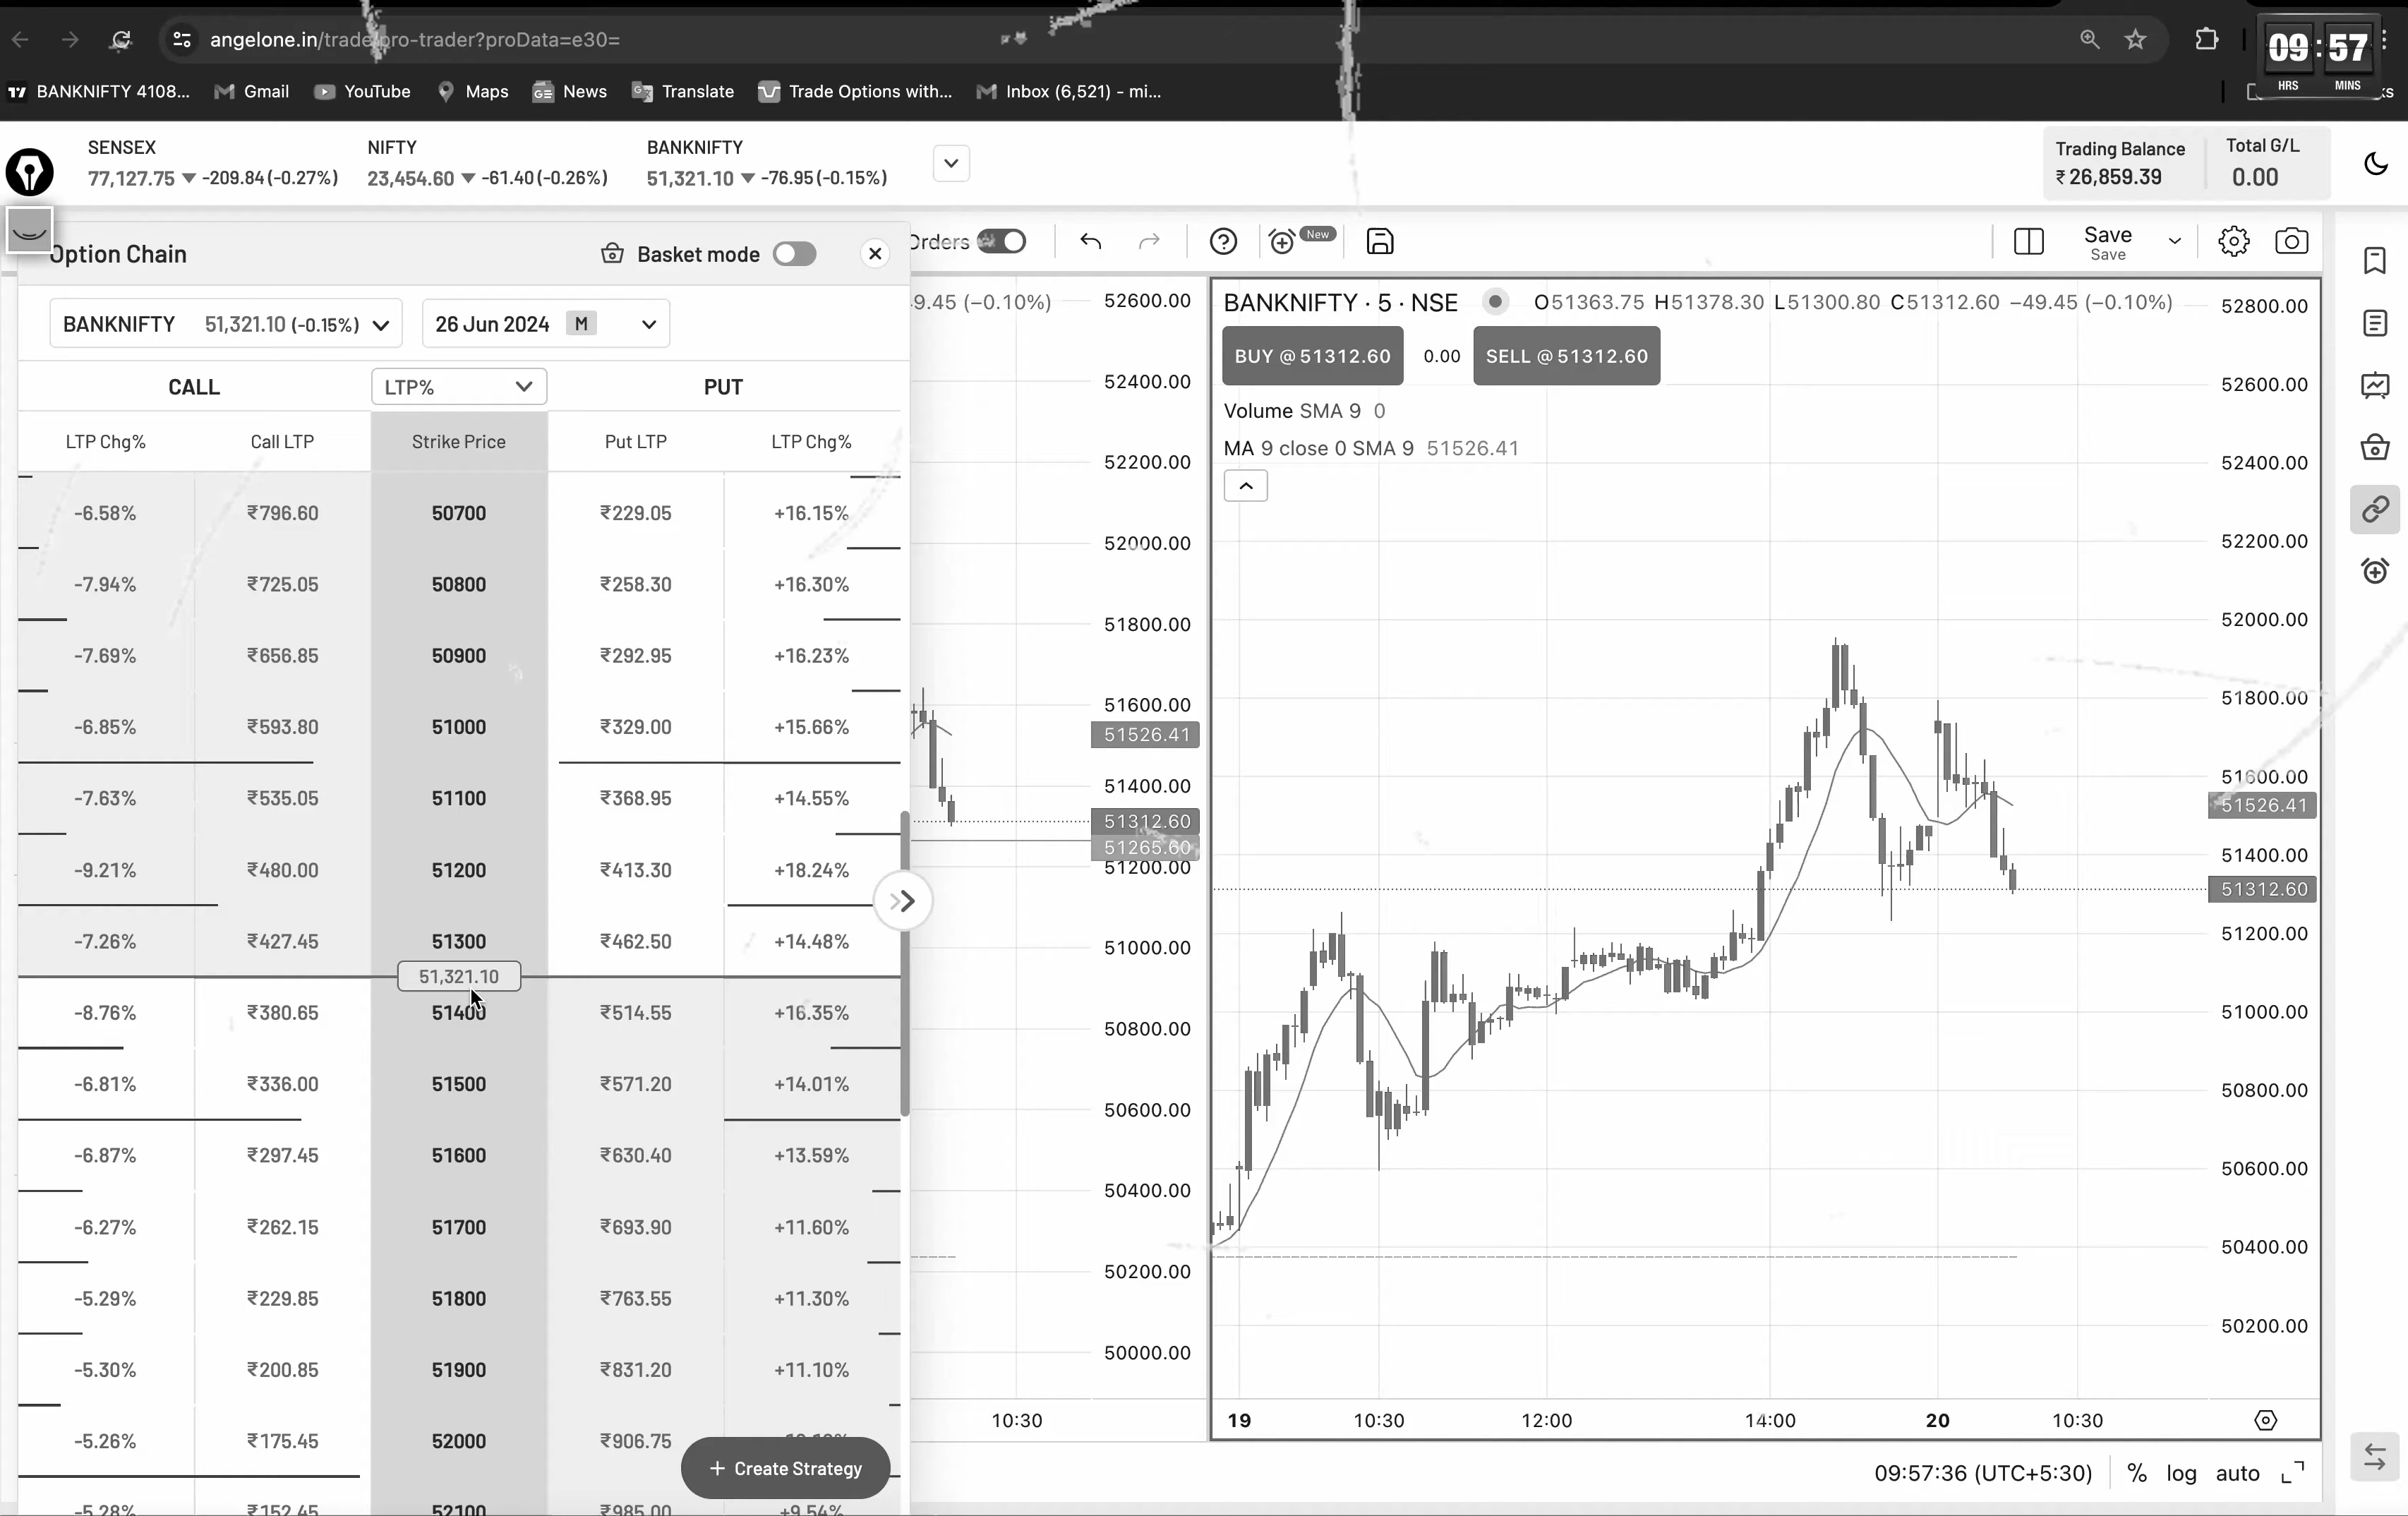 angelone.in/trade/pro-trader?proData=e30=
09:57
HRS MINS
BANKNIFTY 4108...
Gmail
YouTube
Maps
News
Translate
Trade Options with...
Inbox (6,521) - mi...
SENSEX
77,127.75 ▼ -209.84(-0.27%)
NIFTY
23,454.60 ▼ -61.40(-0.26%)
BANKNIFTY
51,321.10 ▼ -76.95(-0.15%)
Trading Balance
₹ 26,859.39
Total G/L
0.00
Option Chain
Basket mode
Orders
New
Save
Save
BANKNIFTY 51,321.10 (-0.15%)
26 Jun 2024 M
CALL LTP% PUT
LTP Chg% Call LTP Strike Price Put LTP LTP Chg%
-6.58% ₹796.60 50700 ₹229.05 +16.15%
-7.94% ₹725.05 50800 ₹258.30 +16.30%
-7.69% ₹656.85 50900 ₹292.95 +16.23%
-6.85% ₹593.80 51000 ₹329.00 +15.66%
-7.63% ₹535.05 51100 ₹368.95 +14.55%
-9.21% ₹480.00 51200 ₹413.30 +18.24%
-7.26% ₹427.45 51300 ₹462.50 +14.48%
51,321.10
-8.76% ₹380.65 51400 ₹514.55 +16.35%
-6.81% ₹336.00 51500 ₹571.20 +14.01%
-6.87% ₹297.45 51600 ₹630.40 +13.59%
-6.27% ₹262.15 51700 ₹693.90 +11.60%
-5.29% ₹229.85 51800 ₹763.55 +11.30%
-5.30% ₹200.85 51900 ₹831.20 +11.10%
-5.26% ₹175.45 52000 ₹906.75
-5.28% ₹152.45 52100 ₹985.00 +9.54%
+ Create Strategy
9.45 (−0.10%)
52600.00
52400.00
52200.00
52000.00
51800.00
51600.00
51526.41
51400.00
51312.60
51265.60
51200.00
51000.00
50800.00
50600.00
50400.00
50200.00
50000.00
10:30
BANKNIFTY · 5 · NSE O51363.75 H51378.30 L51300.80 C51312.60 −49.45 (−0.10%)
BUY @ 51312.60 0.00 SELL @ 51312.60
Volume SMA 9 0
MA 9 close 0 SMA 9 51526.41
52800.00
52600.00
52400.00
52200.00
52000.00
51800.00
51600.00
51526.41
51400.00
51312.60
51200.00
51000.00
50800.00
50600.00
50400.00
50200.00
19 10:30 12:00 14:00 20 10:30
09:57:36 (UTC+5:30) % log auto